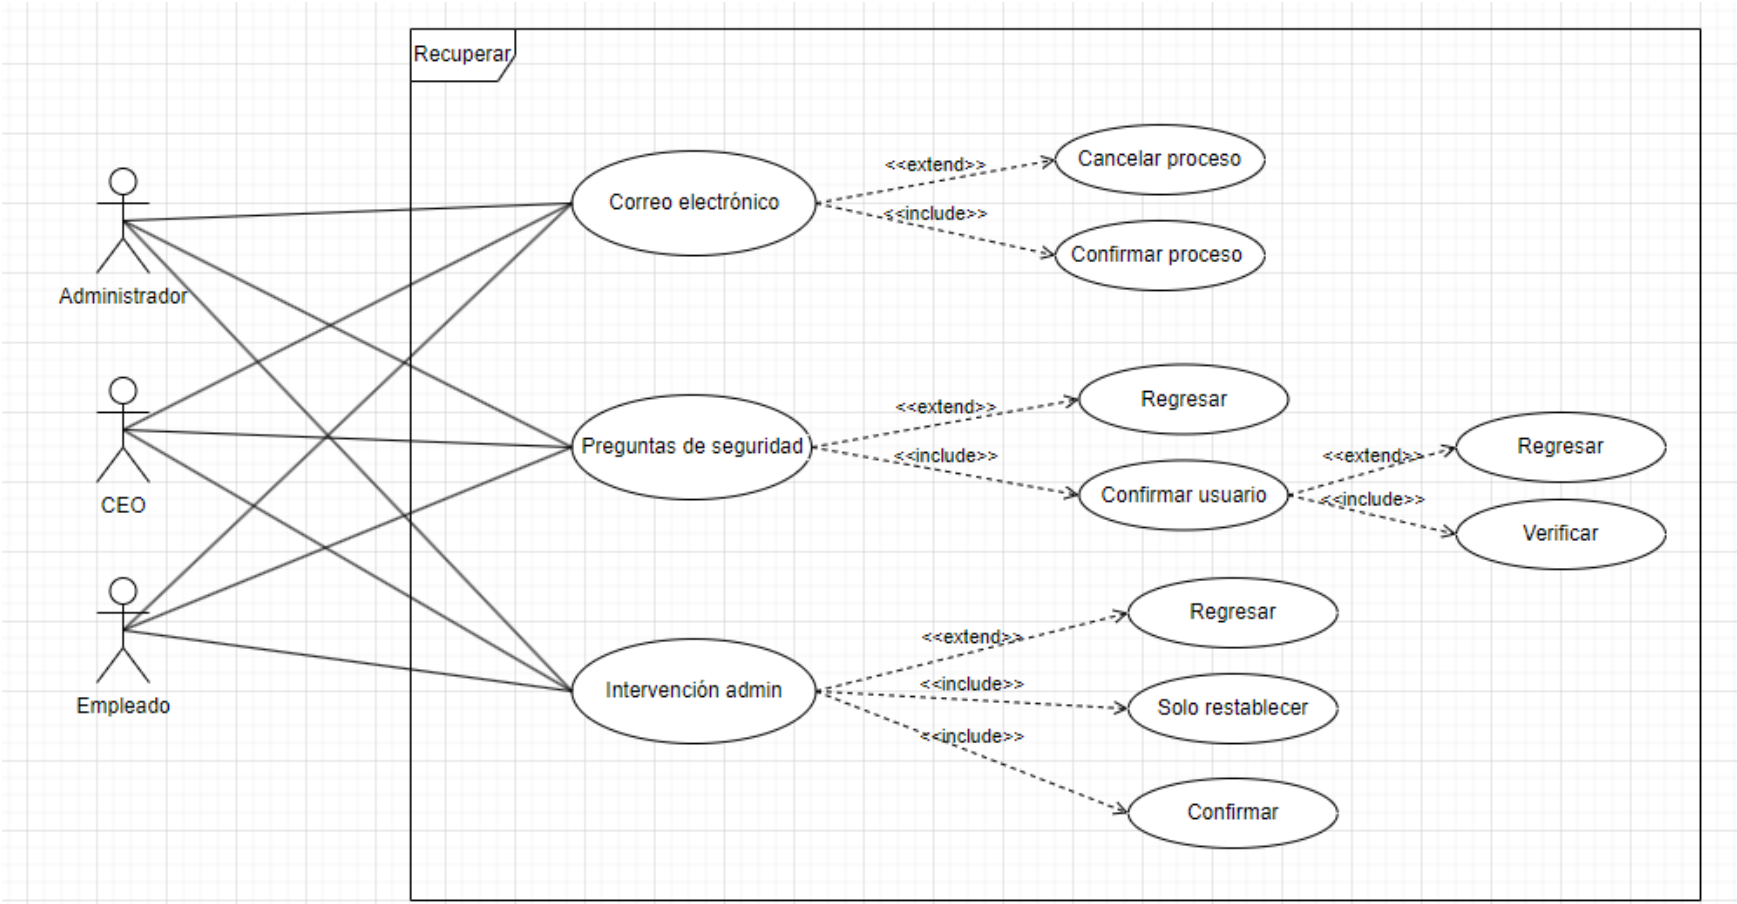 Recuperar
Administrador
CEO
Empleado
Correo electrónico
<<extend>>
Cancelar proceso
<<include>>
Confirmar proceso
Preguntas de seguridad
<<extend>>
Regresar
<<include>>
Confirmar usuario
<<extend>>
Regresar
<<include>>
Verificar
Intervención admin
<<extend>>
Regresar
<<include>>
Solo restablecer
<<include>>
Confirmar